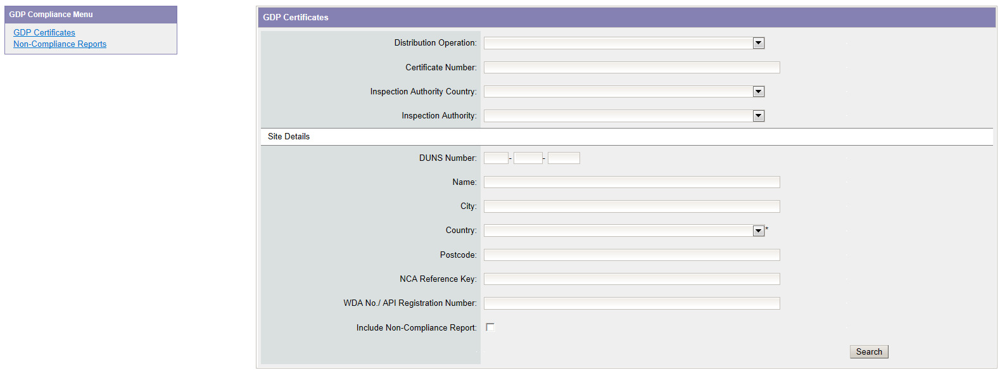 GDP Compliance Menu
GDP Certificates
Non-Compliance Reports
GDP Certificates
Distribution Operation:
Certificate Number:
Inspection Authority Country:
Inspection Authority:
Site Details
DUNS Number: - -
Name:
City:
Country: *
Postcode:
NCA Reference Key:
WDA No./ API Registration Number:
Include Non-Compliance Report:
Search